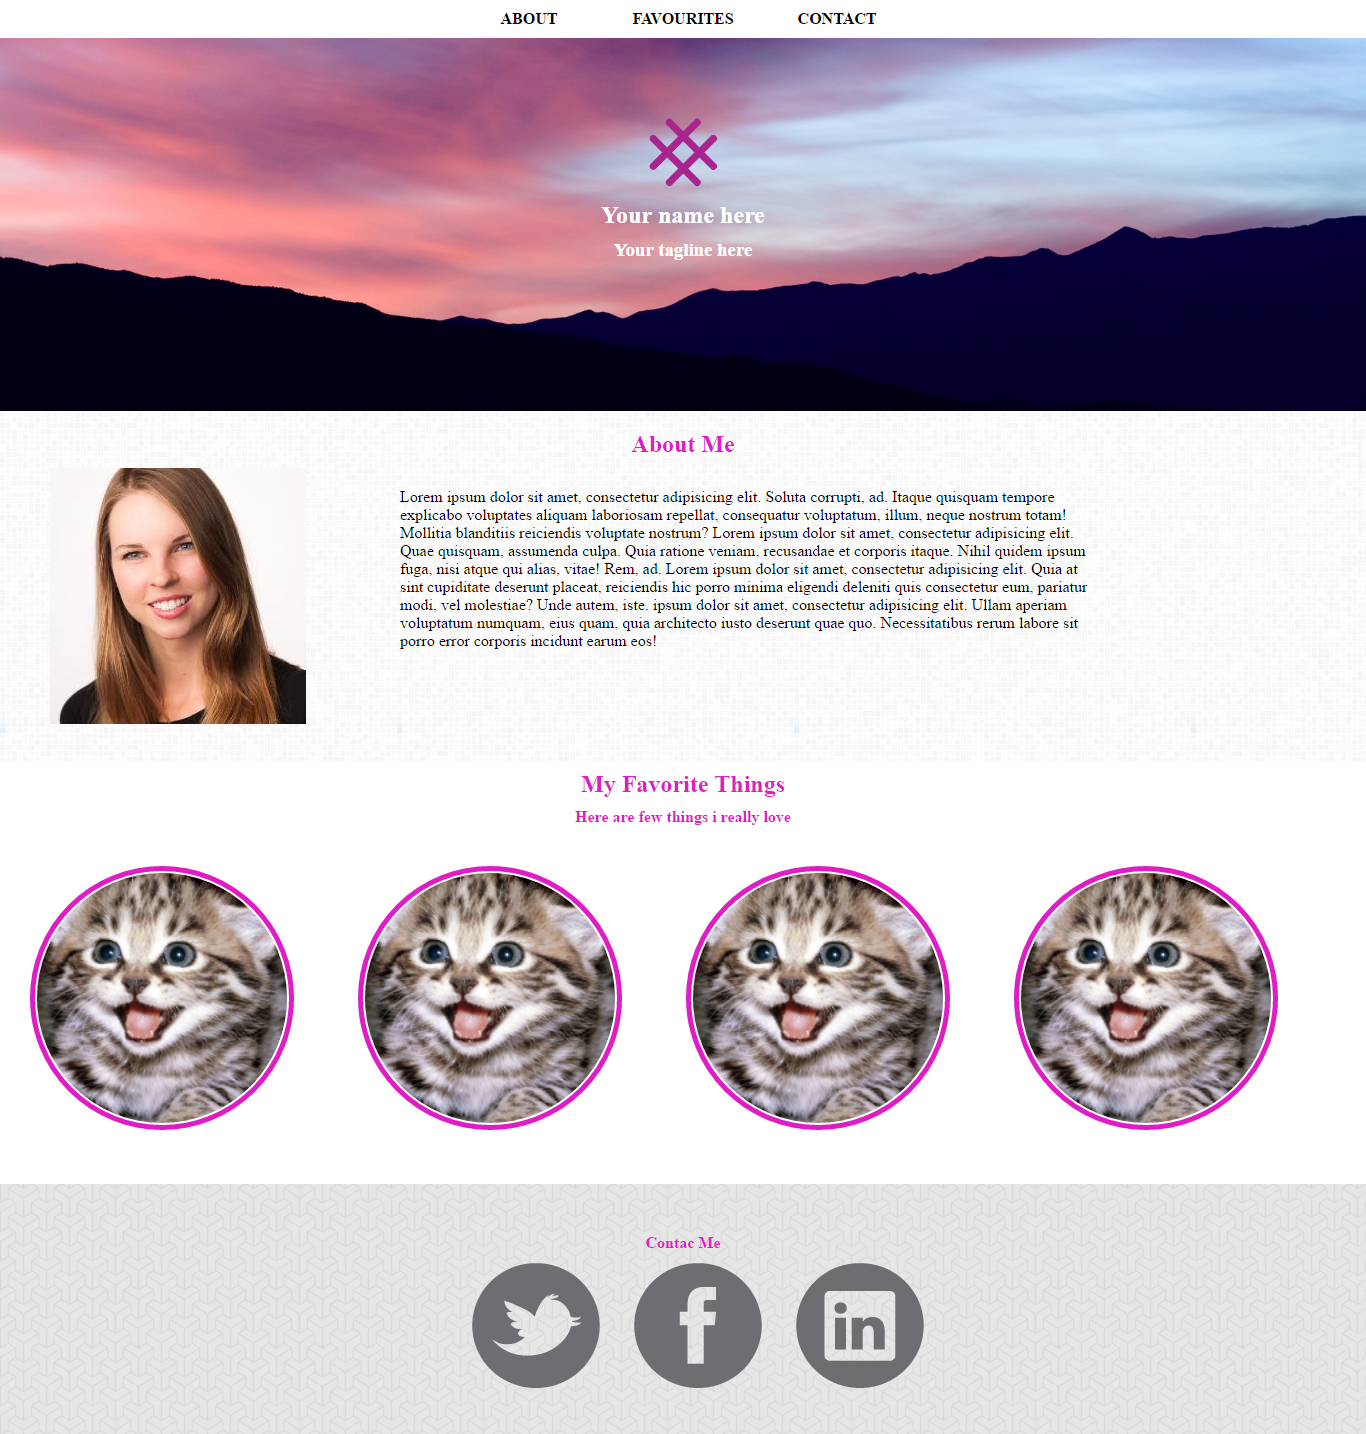 ABOUT FAVOURITES CONTACT
Your name here
Your tagline here
About Me
Lorem ipsum dolor sit amet, consectetur adipisicing elit. Soluta corrupti, ad. Itaque quisquam tempore
explicabo voluptates aliquam laboriosam repellat, consequatur voluptatum, illum, neque nostrum totam!
Mollitia blanditiis reiciendis voluptate nostrum? Lorem ipsum dolor sit amet, consectetur adipisicing elit.
Quae quisquam, assumenda culpa. Quia ratione veniam, recusandae et corporis itaque. Nihil quidem ipsum
fuga, nisi atque qui alias, vitae! Rem, ad. Lorem ipsum dolor sit amet, consectetur adipisicing elit. Quia at
sint cupiditate deserunt placeat, reiciendis hic porro minima eligendi deleniti quis consectetur eum, pariatur
modi, vel molestiae? Unde autem, iste. ipsum dolor sit amet, consectetur adipisicing elit. Ullam aperiam
voluptatum numquam, eius quam, quia architecto iusto deserunt quae quo. Necessitatibus rerum labore sit
porro error corporis incidunt earum eos!
My Favorite Things
Here are few things i really love
Contac Me
f in